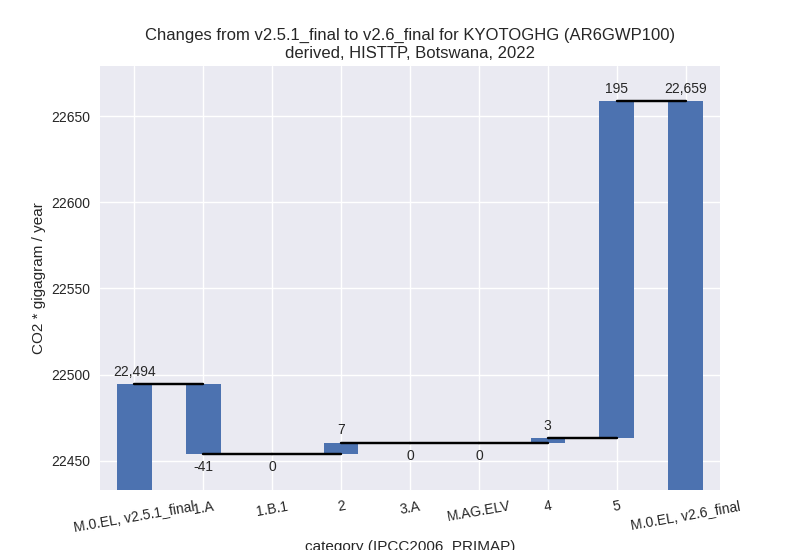 Changes from v2.5.1_final to v2.6_final for KYOTOGHG (AR6GWP100)
derived, HISTTP, Botswana, 2022
CO2 * gigagram / year
22650
22600
22550
22500
22450
22,494
-41
0
7
0
0
3
195
22,659
M.0.EL, v2.5.1_final
1.A
1.B.1
2
3.A
M.AG.ELV
4
5
M.0.EL, v2.6_final
category (IPCC2006_PRIMAP)